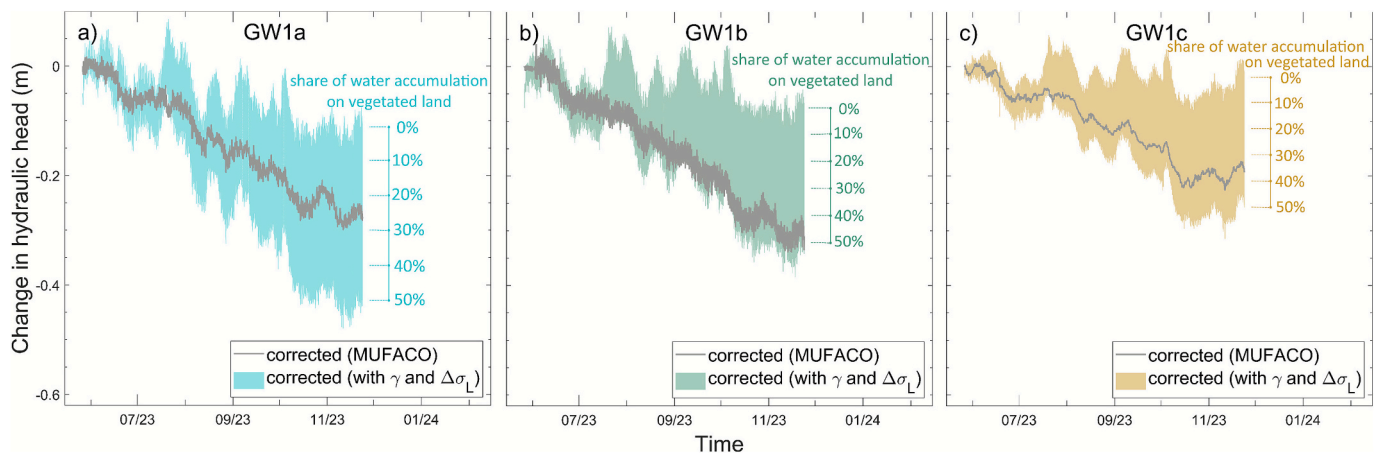 a) GW1a
share of water accumulation
on vegetated land
0%
10%
20%
30%
40%
50%
corrected (MUFACO)
corrected (with γ and Δσ_L)
b) GW1b
share of water accumulation
on vegetated land
0%
10%
20%
30%
40%
50%
corrected (MUFACO)
corrected (with γ and Δσ_L)
c) GW1c
share of water accumulation
on vegetated land
0%
10%
20%
30%
40%
50%
corrected (MUFACO)
corrected (with γ and Δσ_L)
Change in hydraulic head (m)
0
-0.2
-0.4
-0.6
07/23 09/23 11/23 01/24
07/23 09/23 11/23 01/24
07/23 09/23 11/23 01/24
Time